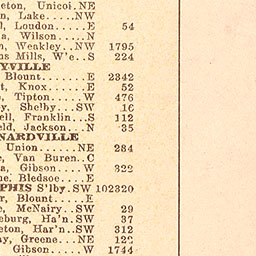 eton, Unicoi.NE
n, Lake.....NW
l, Loudon.....E 54
a, Wilson.....N
n, Weakley..NW 1795
ns Mills, W'e..S 224
YVILLE
Blount.......E 2342
t, Knox......E 52
s, Tipton.....W 476
y, Shelby...SW 16
ell, Franklin...S 112
eld, Jackson...N 35
NARDVILLE
Union......NE 284
e, Van Buren..C
a, Gibson....W 322
ne, Bledsoe....E
PHIS S'lby.SW 102320
r, Blount.....E
e, McNairy..SW 29
eburg, Ha'n.SW 37
eton, Har'n..SW 312
ay, Greene...NE 122
Gibson.....W 1744